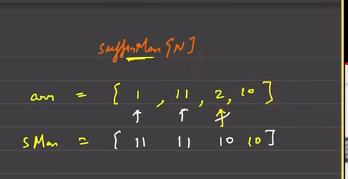 suffixMax [N]
arr = { 1 , 11 , 2, 10 }
sMax = { 11 11 10 10 }